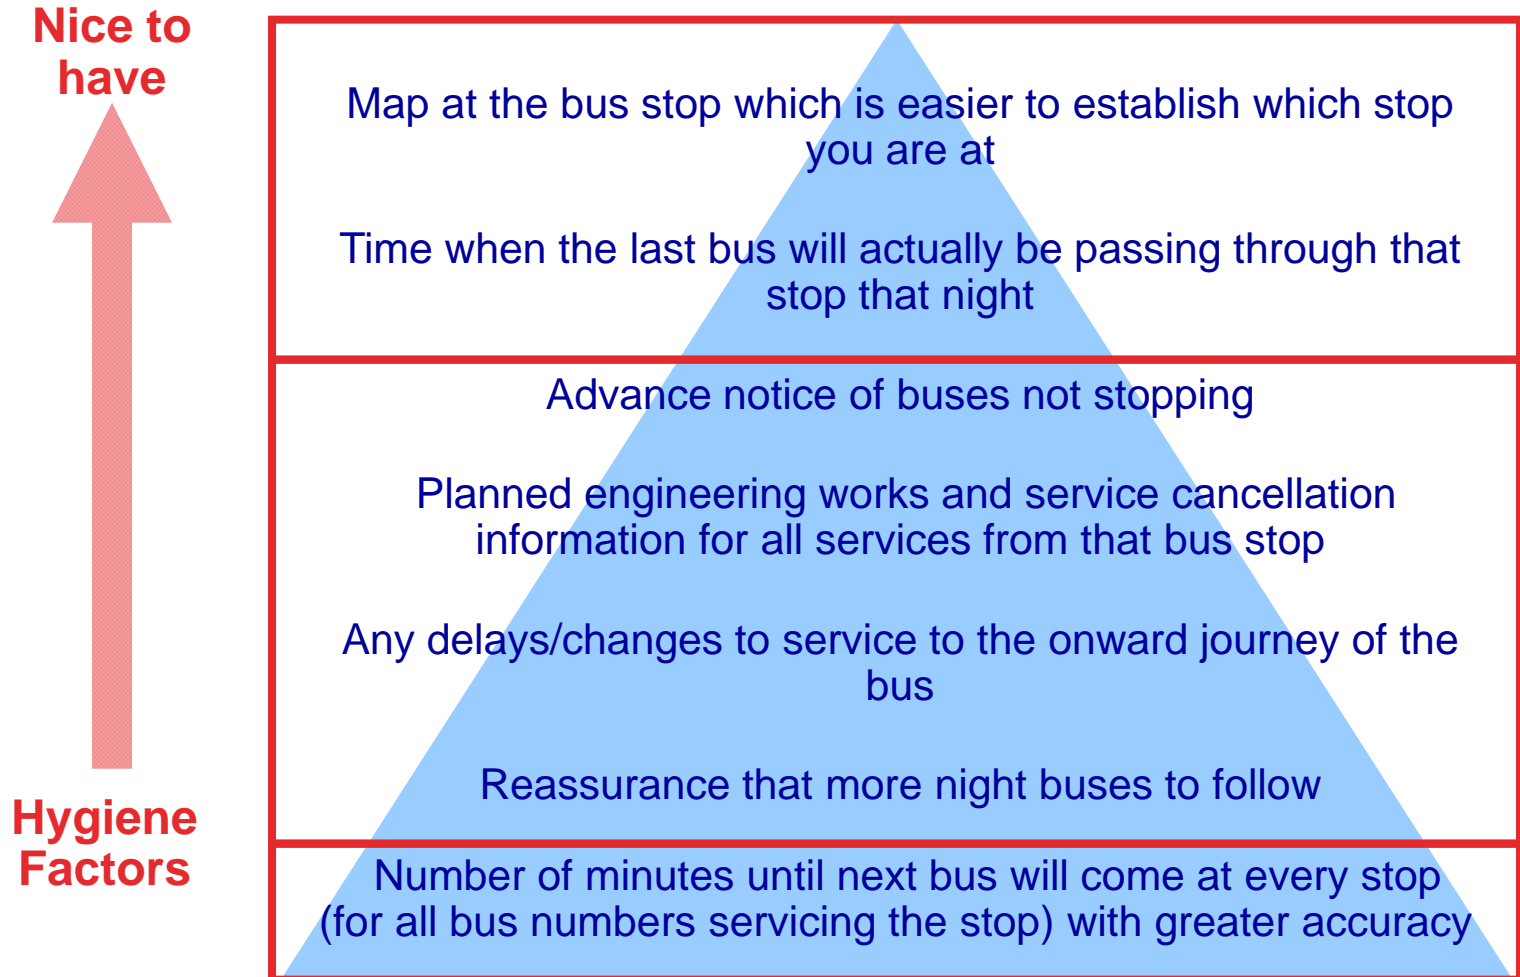 Nice to
have
Map at the bus stop which is easier to establish which stop
you are at
Time when the last bus will actually be passing through that
stop that night
Advance notice of buses not stopping
Planned engineering works and service cancellation
information for all services from that bus stop
Any delays/changes to service to the onward journey of the
bus
Reassurance that more night buses to follow
Hygiene
Factors
Number of minutes until next bus will come at every stop
(for all bus numbers servicing the stop) with greater accuracy